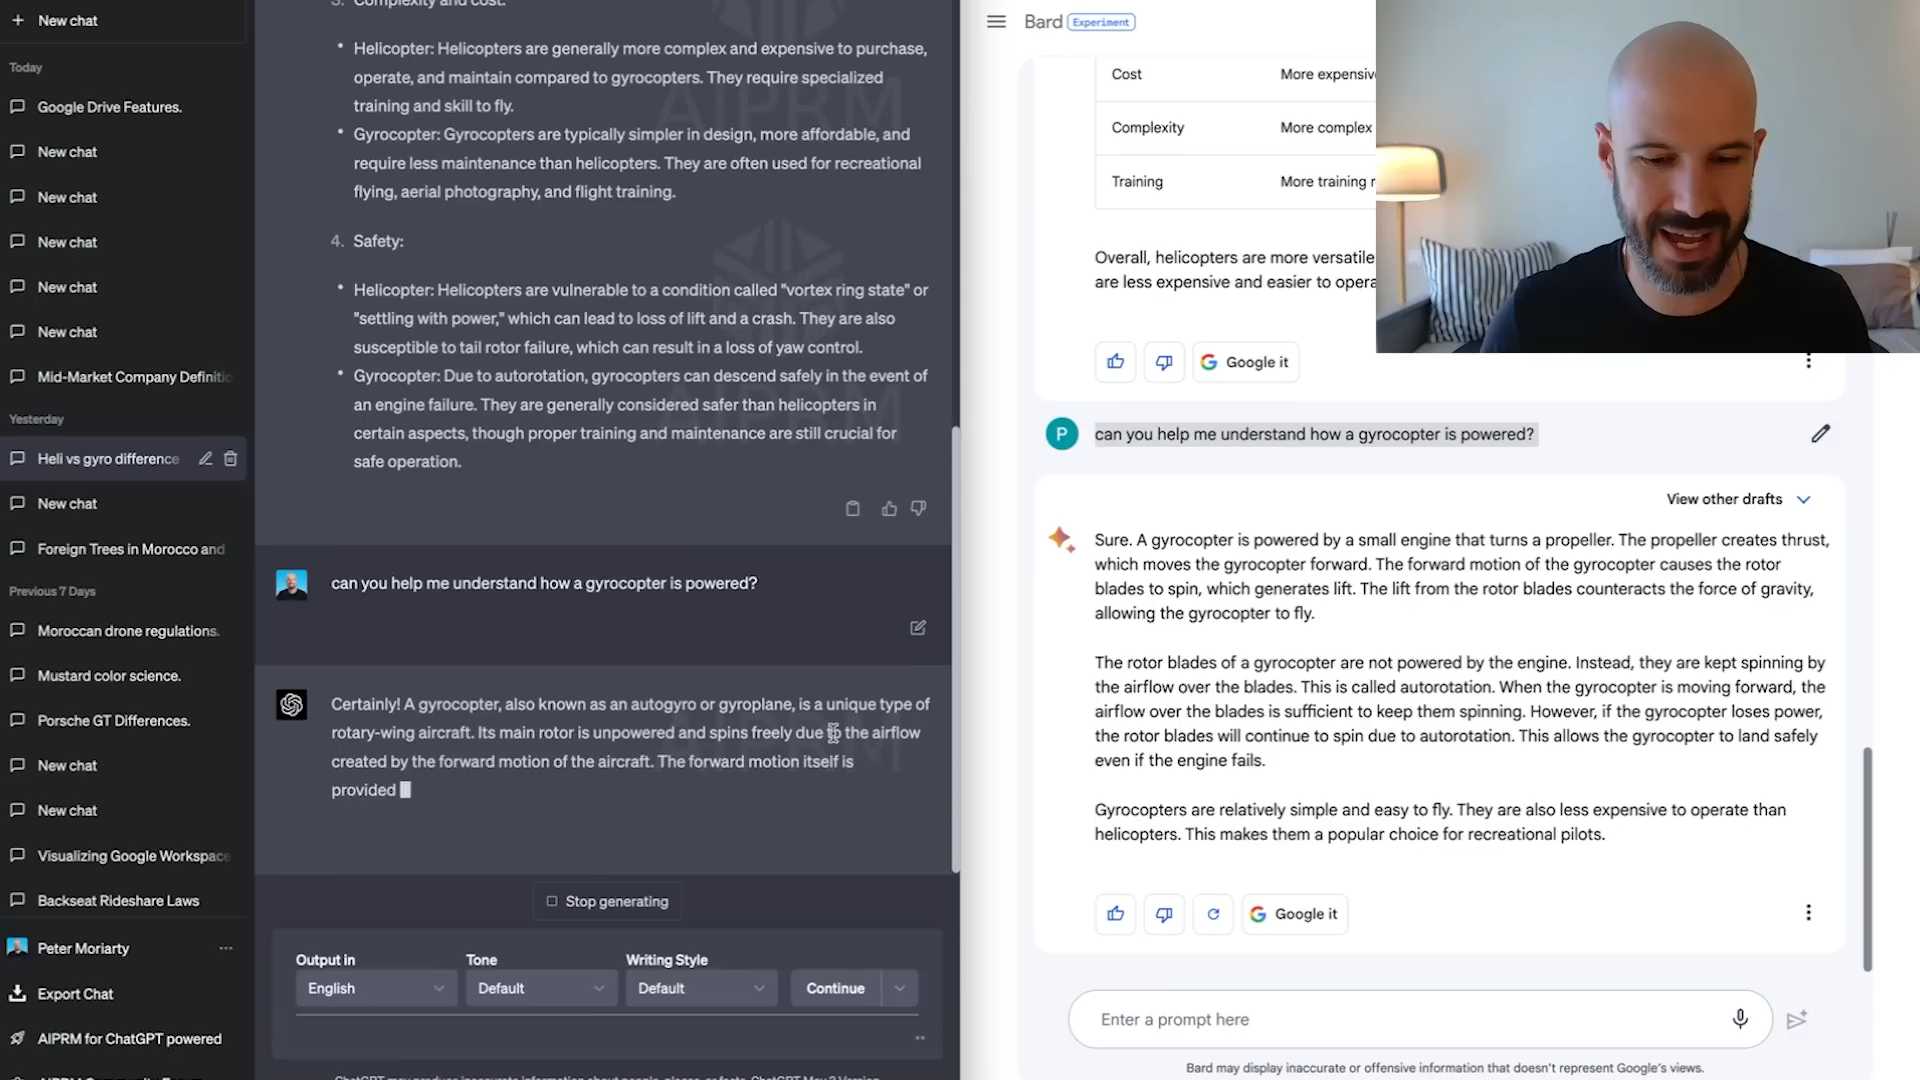 New chat
Today
Google Drive Features.
New chat
New chat
New chat
New chat
New chat
Mid-Market Company Definitio
Yesterday
Heli vs gyro difference
New chat
Foreign Trees in Morocco and
Previous 7 Days
Moroccan drone regulations.
Mustard color science.
Porsche GT Differences.
New chat
New chat
Visualizing Google Workspace
Backseat Rideshare Laws
Peter Moriarty
Export Chat
AIPRM for ChatGPT powered
3. Complexity and cost:
• Helicopter: Helicopters are generally more complex and expensive to purchase,
operate, and maintain compared to gyrocopters. They require specialized
training and skill to fly.
• Gyrocopter: Gyrocopters are typically simpler in design, more affordable, and
require less maintenance than helicopters. They are often used for recreational
flying, aerial photography, and flight training.
4. Safety:
• Helicopter: Helicopters are vulnerable to a condition called "vortex ring state" or
"settling with power," which can lead to loss of lift and a crash. They are also
susceptible to tail rotor failure, which can result in a loss of yaw control.
• Gyrocopter: Due to autorotation, gyrocopters can descend safely in the event of
an engine failure. They are generally considered safer than helicopters in
certain aspects, though proper training and maintenance are still crucial for
safe operation.
can you help me understand how a gyrocopter is powered?
Certainly! A gyrocopter, also known as an autogyro or gyroplane, is a unique type of
rotary-wing aircraft. Its main rotor is unpowered and spins freely due to the airflow
created by the forward motion of the aircraft. The forward motion itself is
provided
AIPRM
Stop generating
Output in
Tone
Writing Style
English
Default
Default
Continue
ChatGPT may produce inaccurate information about people, places, or facts. ChatGPT May 3 Version
Bard Experiment
Cost More expensiv
Complexity More complex
Training More training r
Overall, helicopters are more versatile
are less expensive and easier to opera
Google it
P
can you help me understand how a gyrocopter is powered?
View other drafts
Sure. A gyrocopter is powered by a small engine that turns a propeller. The propeller creates thrust,
which moves the gyrocopter forward. The forward motion of the gyrocopter causes the rotor
blades to spin, which generates lift. The lift from the rotor blades counteracts the force of gravity,
allowing the gyrocopter to fly.
The rotor blades of a gyrocopter are not powered by the engine. Instead, they are kept spinning by
the airflow over the blades. This is called autorotation. When the gyrocopter is moving forward, the
airflow over the blades is sufficient to keep them spinning. However, if the gyrocopter loses power,
the rotor blades will continue to spin due to autorotation. This allows the gyrocopter to land safely
even if the engine fails.
Gyrocopters are relatively simple and easy to fly. They are also less expensive to operate than
helicopters. This makes them a popular choice for recreational pilots.
Google it
Enter a prompt here
Bard may display inaccurate or offensive information that doesn't represent Google's views.